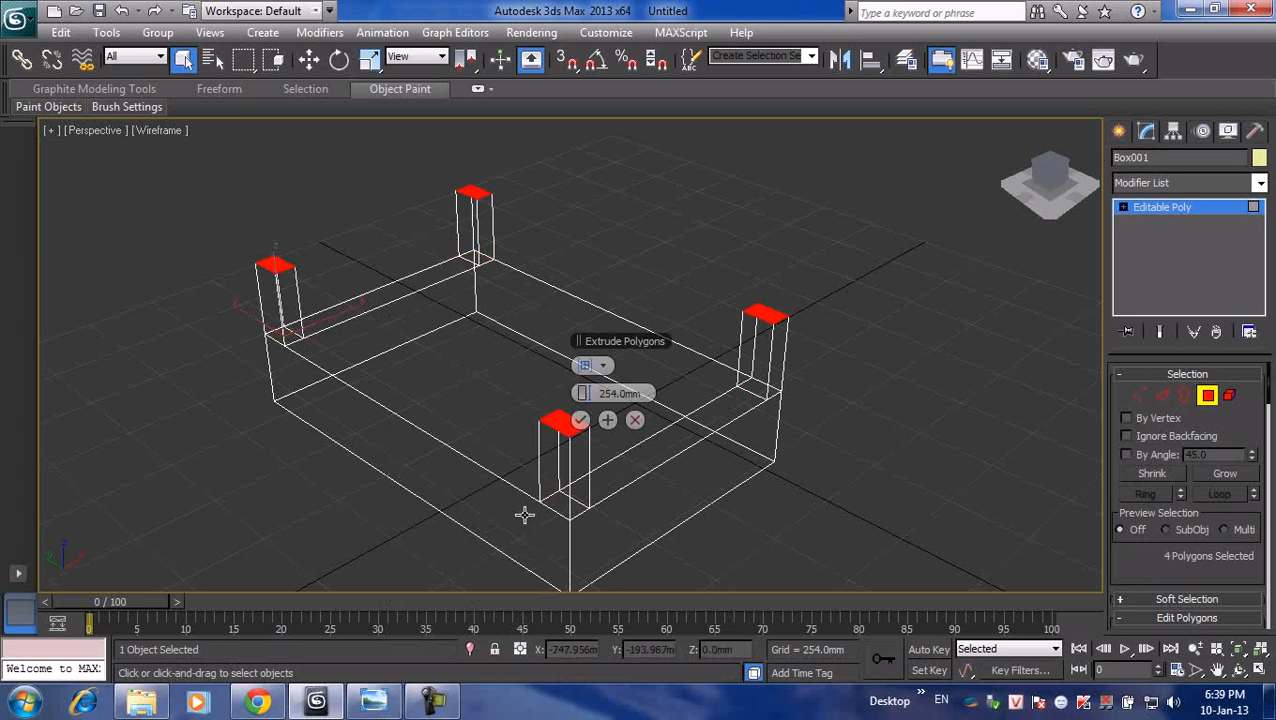 Workspace: Default
Autodesk 3ds Max 2013 x64
Untitled
Type a keyword or phrase
Edit
Tools
Group
Views
Create
Modifiers
Animation
Graph Editors
Rendering
Customize
MAXScript
Help
All
View
3
Create Selection Se
Graphite Modeling Tools
Freeform
Selection
Object Paint
Paint Objects
Brush Settings
[ + ] [ Perspective ] [ Wireframe ]
Box001
Modifier List
Editable Poly
Extrude Polygons
254.0mm
Selection
By Vertex
Ignore Backfacing
By Angle:
45.0
Shrink
Grow
Ring
Loop
Preview Selection
Off
SubObj
Multi
4 Polygons Selected
Soft Selection
Edit Polygons
0 / 100
0
5
10
15
20
25
30
35
40
45
50
55
60
65
70
75
80
85
90
95
100
1 Object Selected
X: -747.956m
Y: -193.987m
Z: 0.0mm
Grid = 254.0mm
Auto Key
Selected
Welcome to MAX
Click or click-and-drag to select objects
Add Time Tag
Set Key
Key Filters...
0
Desktop
EN
6:39 PM
10-Jan-13